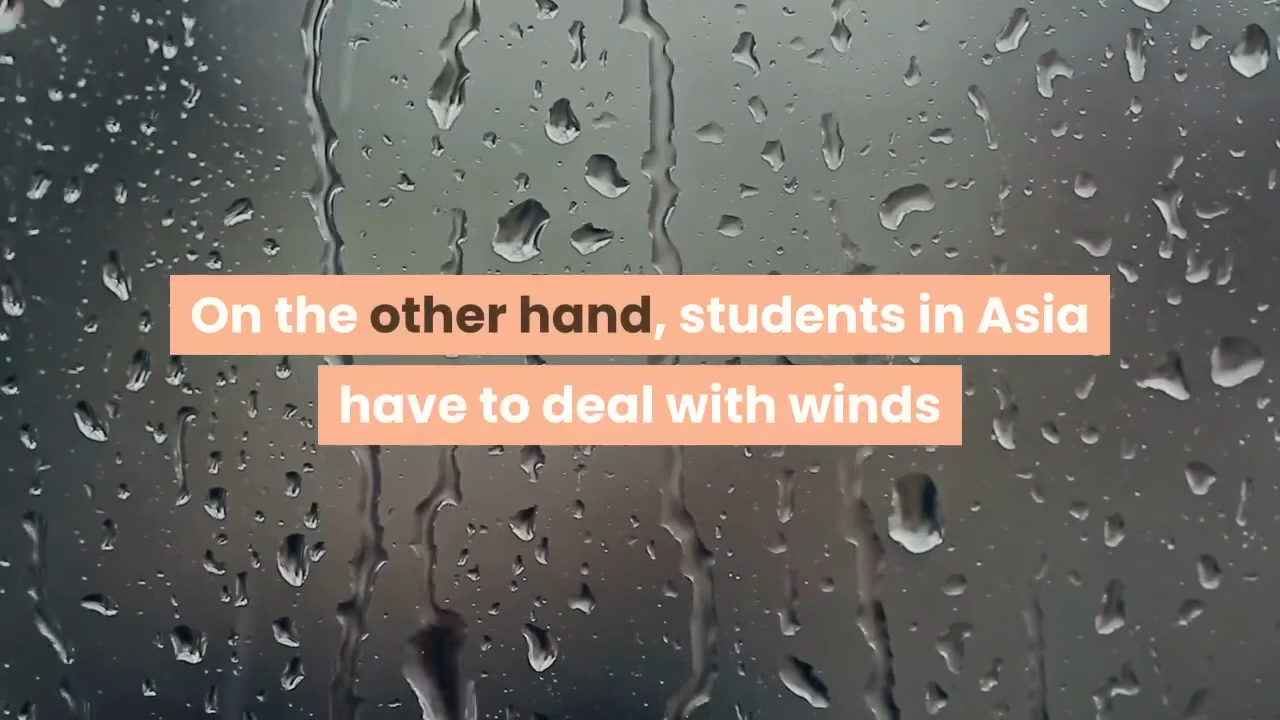 On the other hand, students in Asia
have to deal with winds